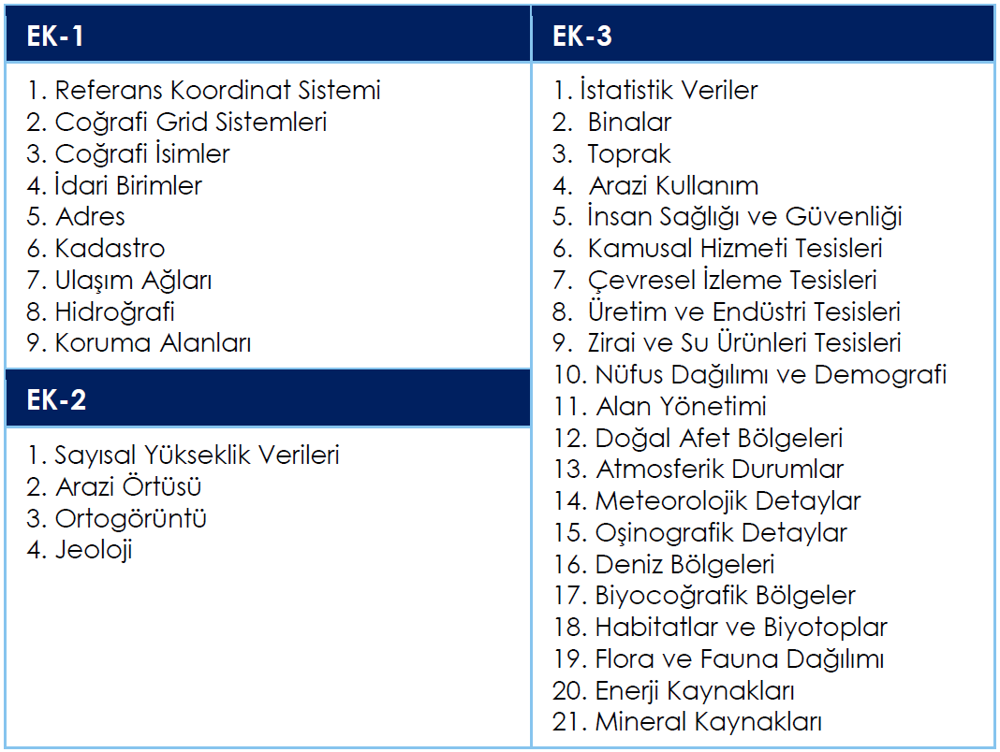 EK-1
1. Referans Koordinat Sistemi
2. Coğrafi Grid Sistemleri
3. Coğrafi İsimler
4. İdari Birimler
5. Adres
6. Kadastro
7. Ulaşım Ağları
8. Hidroğrafi
9. Koruma Alanları
EK-2
1. Sayısal Yükseklik Verileri
2. Arazi Örtüsü
3. Ortogörüntü
4. Jeoloji
EK-3
1. İstatistik Veriler
2. Binalar
3. Toprak
4. Arazi Kullanım
5. İnsan Sağlığı ve Güvenliği
6. Kamusal Hizmeti Tesisleri
7. Çevresel İzleme Tesisleri
8. Üretim ve Endüstri Tesisleri
9. Zirai ve Su Ürünleri Tesisleri
10. Nüfus Dağılımı ve Demografi
11. Alan Yönetimi
12. Doğal Afet Bölgeleri
13. Atmosferik Durumlar
14. Meteorolojik Detaylar
15. Oşinografik Detaylar
16. Deniz Bölgeleri
17. Biyocoğrafik Bölgeler
18. Habitatlar ve Biyotoplar
19. Flora ve Fauna Dağılımı
20. Enerji Kaynakları
21. Mineral Kaynakları